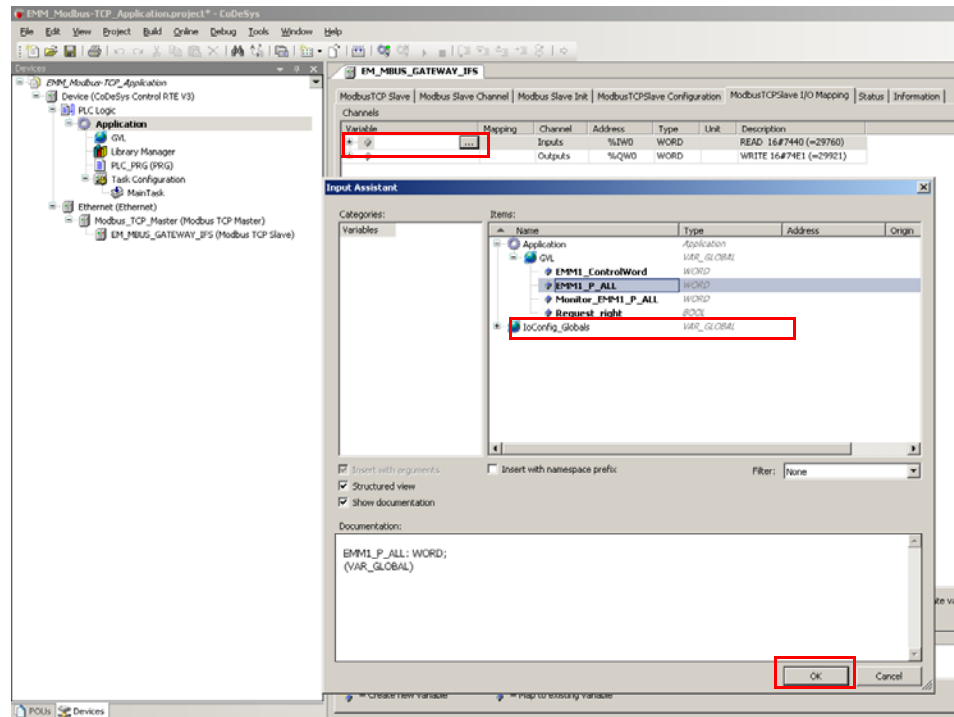 EMM_Modbus-TCP_Application.project* - CoDeSys
File Edit View Project Build Online Debug Tools Window Help
Devices
EMM_Modbus-TCP_Application
Device (CoDeSys Control RTE V3)
PLC Logic
Application
GVL
Library Manager
PLC_PRG (PRG)
Task Configuration
MainTask
Ethernet (Ethernet)
Modbus_TCP_Master (Modbus TCP Master)
EM_MBUS_GATEWAY_IFS (Modbus TCP Slave)
POUs Devices
EM_MBUS_GATEWAY_IFS
ModbusTCP Slave Modbus Slave Channel Modbus Slave Init ModbusTCPSlave Configuration ModbusTCPSlave I/O Mapping Status Information
Channels
Variable Mapping Channel Address Type Unit Description
... Inputs %IW0 WORD READ 16#7440 (=29760)
Outputs %QW0 WORD WRITE 16#74E1 (=29921)
Input Assistant
Categories: Items:
Variables
Name Type Address Origin
Application Application
GVL VAR_GLOBAL
EMM1_ControlWord WORD
EMM1_P_ALL WORD
Monitor_EMM1_P_ALL WORD
Request_right BOOL
IoConfig_Globals VAR_GLOBAL
Insert with arguments Insert with namespace prefix Filter: None
Structured view
Show documentation
Documentation:
EMM1_P_ALL: WORD;
(VAR_GLOBAL)
OK Cancel
= Create new variable = Map to existing variable